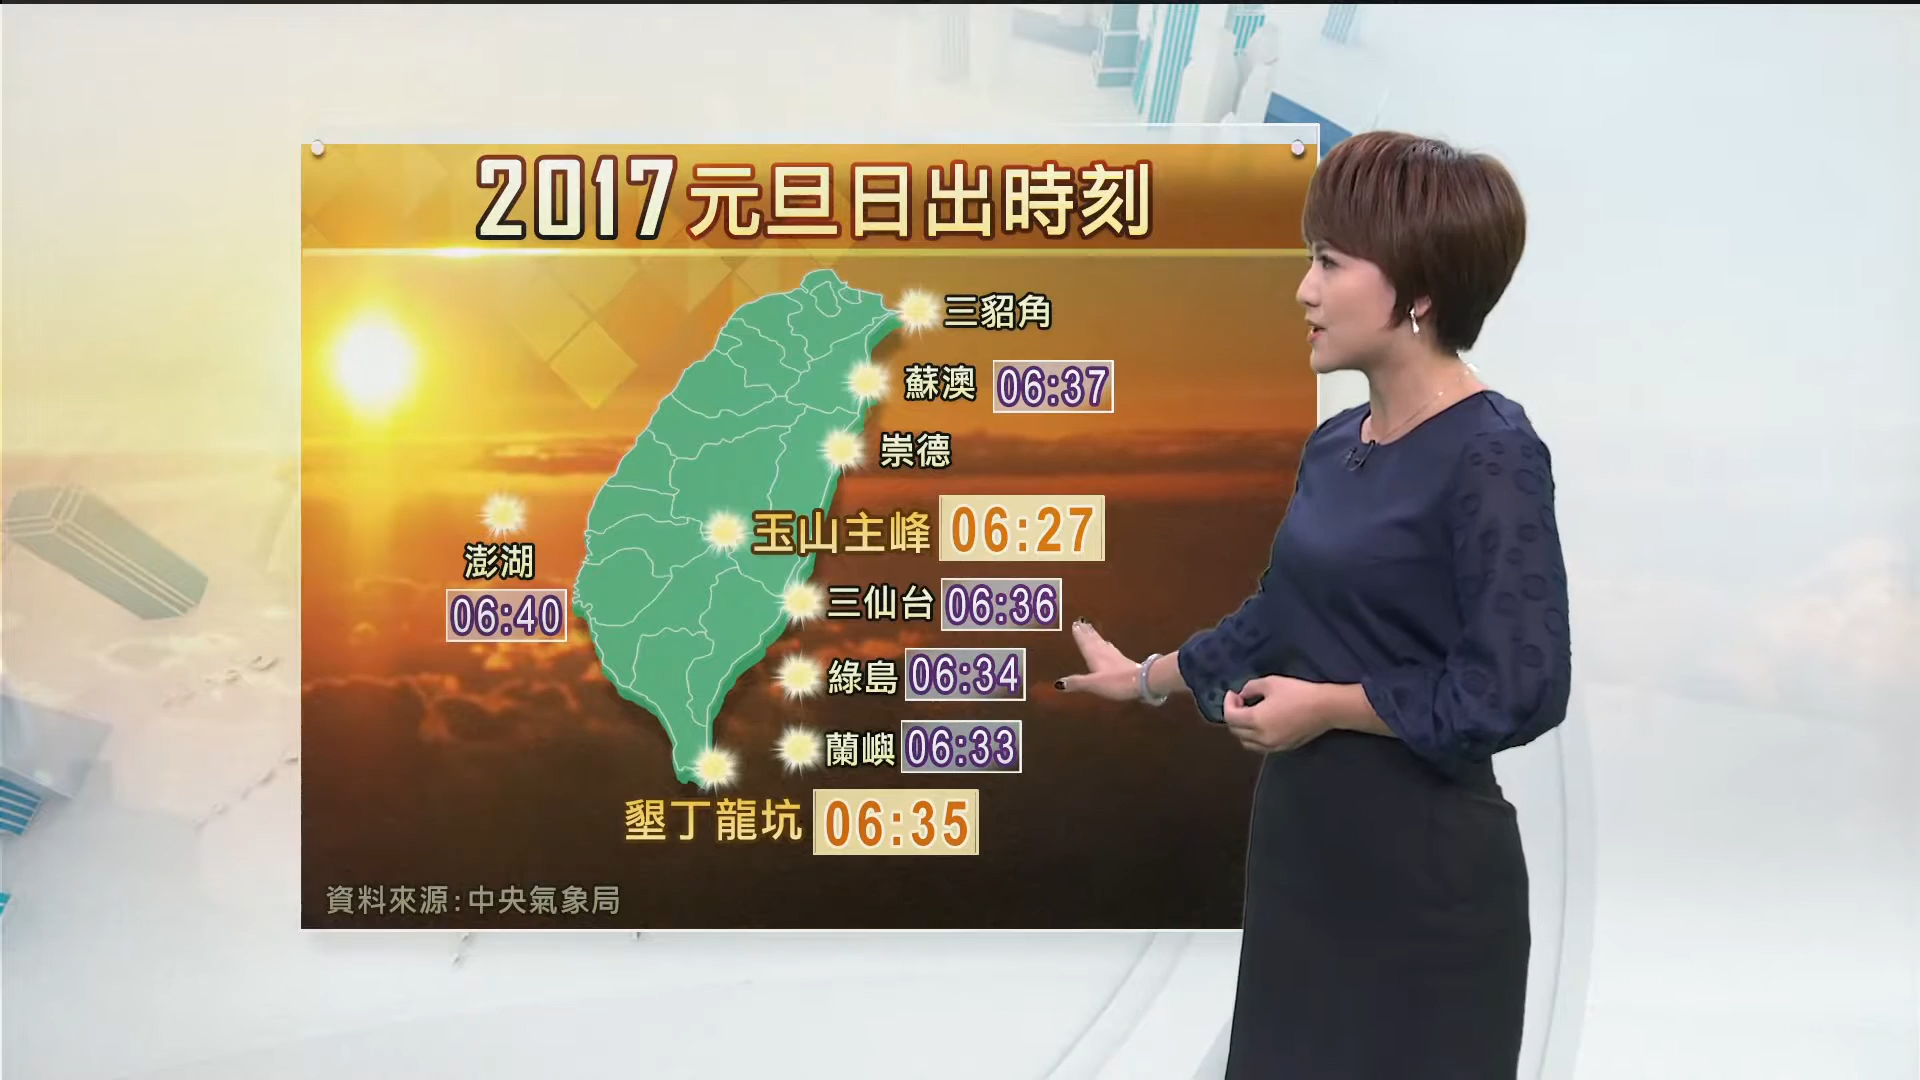 2017元旦日出時刻
三貂角
蘇澳 06:37
崇德
玉山主峰 06:27
澎湖
06:40
三仙台 06:36
綠島 06:34
蘭嶼 06:33
墾丁龍坑 06:35
資料來源:中央氣象局